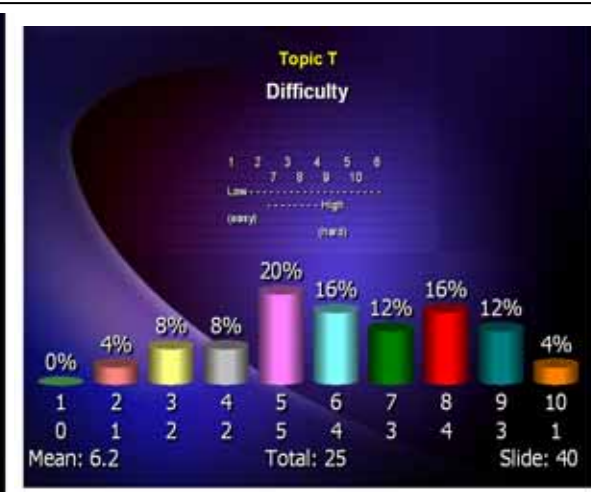 Topic T
Difficulty
1 2 3 4 5 6
7 8 9 10
Low- - - - - - - - - - - - - - - - - - - - - -
- - - - - - - - - High
(easy)
(hard)
0% 4% 8% 8% 20% 16% 12% 16% 12% 4%
1 2 3 4 5 6 7 8 9 10
0 1 2 2 5 4 3 4 3 1
Mean: 6.2 Total: 25 Slide: 40